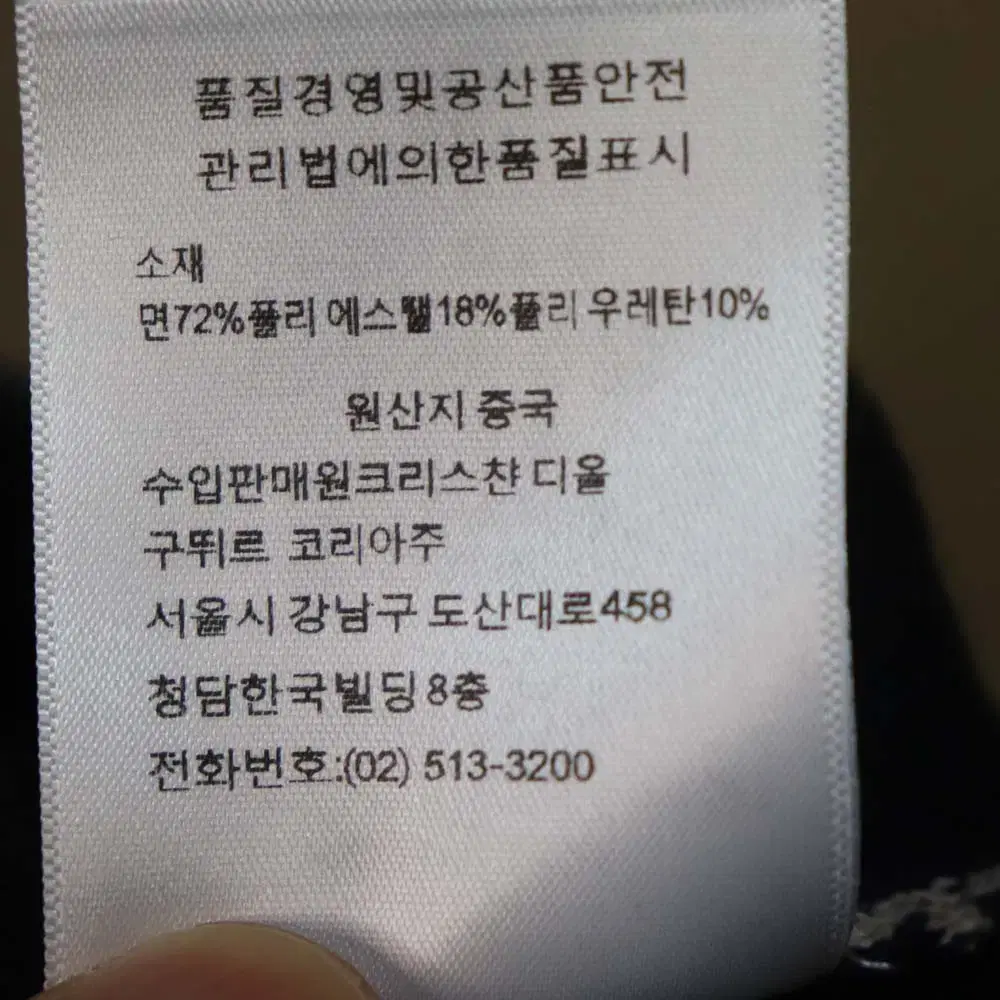 품질경영및공산품안전
관리법에의한품질표시
소재
면72%폴리 에스탤18%폴리 우레탄10%
원산지 중국
수입판매원크리스챤 디올
구뛰르 코리아주
서울시 강남구 도산대로458
청담한국빌딩 8층
전화번호:(02) 513-3200